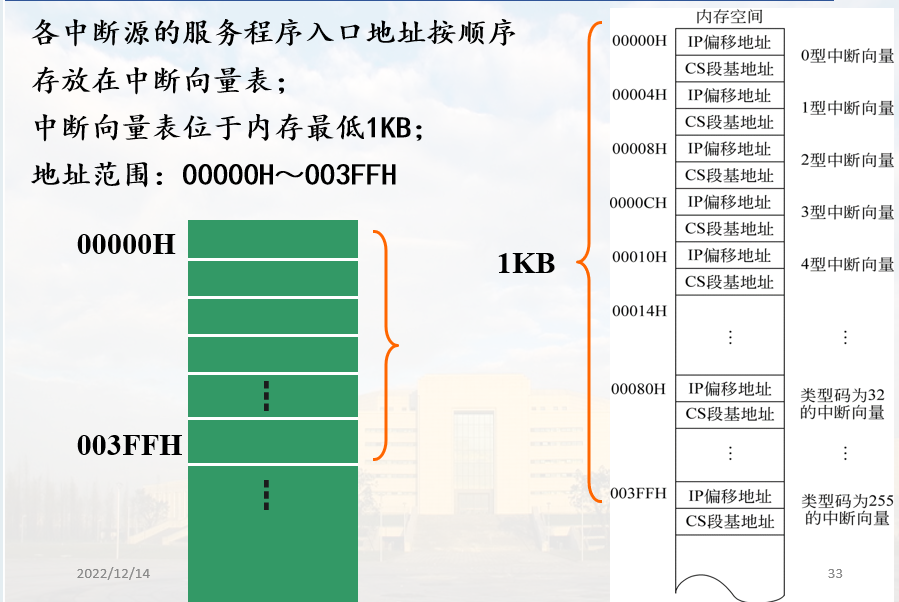 各中断源的服务程序入口地址按顺序
存放在中断向量表；
中断向量表位于内存最低1KB；
地址范围：00000H～003FFH
00000H
003FFH
1KB
内存空间
00000H IP偏移地址
CS段基地址
0型中断向量
00004H IP偏移地址
CS段基地址
1型中断向量
00008H IP偏移地址
CS段基地址
2型中断向量
0000CH IP偏移地址
CS段基地址
3型中断向量
00010H IP偏移地址
CS段基地址
4型中断向量
00014H
⋮ ⋮
00080H IP偏移地址
CS段基地址
类型码为32
的中断向量
⋮ ⋮
003FFH IP偏移地址
CS段基地址
类型码为255
的中断向量
2022/12/14
33